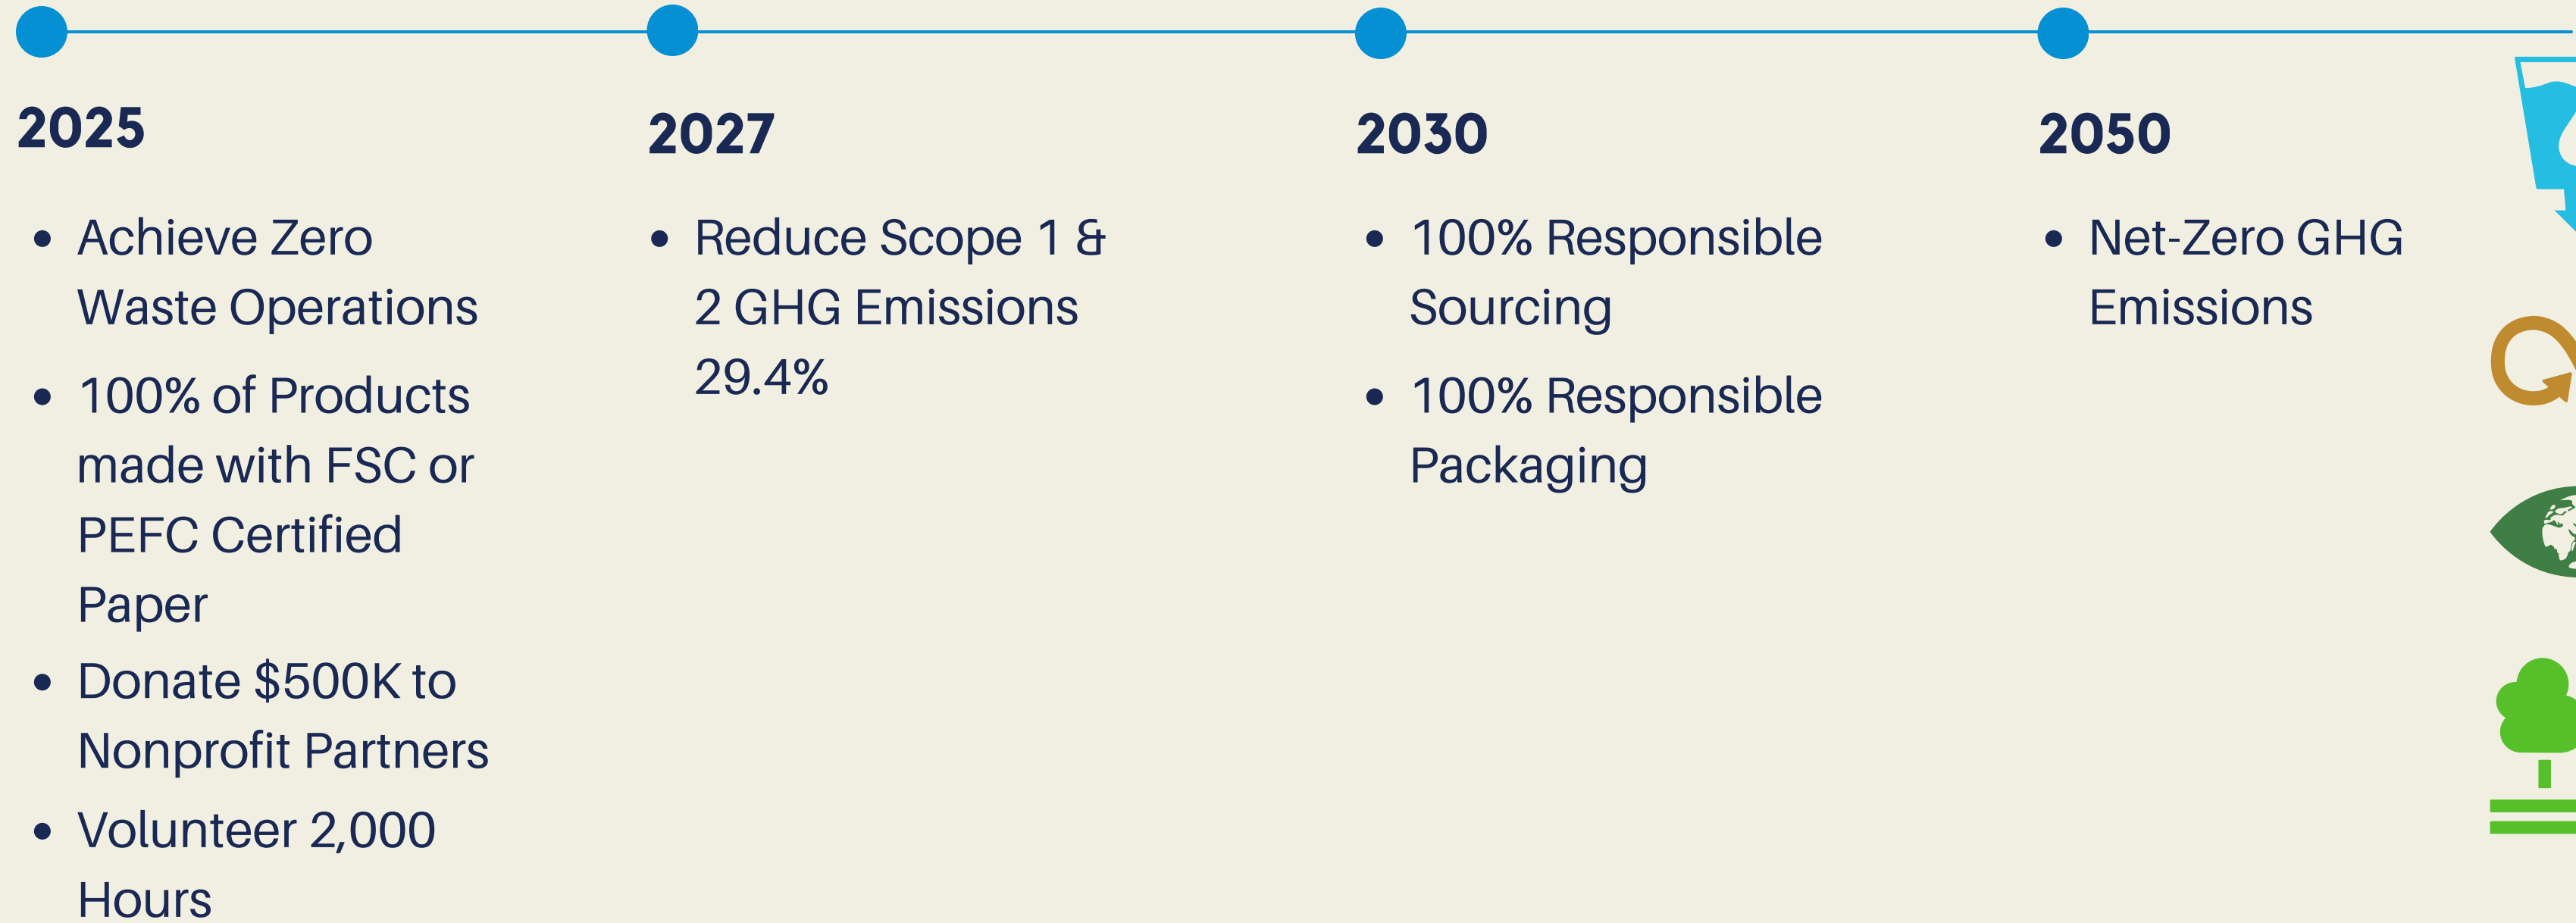 2025
• Achieve Zero
Waste Operations
• 100% of Products
made with FSC or
PEFC Certified
Paper
• Donate $500K to
Nonprofit Partners
• Volunteer 2,000
Hours
2027
• Reduce Scope 1 &
2 GHG Emissions
29.4%
2030
• 100% Responsible
Sourcing
• 100% Responsible
Packaging
2050
• Net-Zero GHG
Emissions